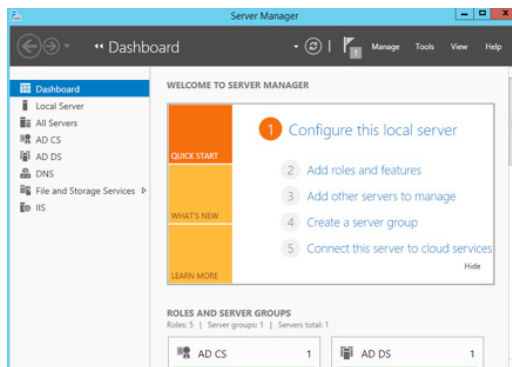 Server Manager
Dashboard
1
Manage
Tools
View
Help
Dashboard
Local Server
All Servers
AD CS
AD DS
DNS
File and Storage Services
IIS
WELCOME TO SERVER MANAGER
QUICK START
WHAT'S NEW
LEARN MORE
1 Configure this local server
2 Add roles and features
3 Add other servers to manage
4 Create a server group
5 Connect this server to cloud services
Hide
ROLES AND SERVER GROUPS
Roles: 5 | Server groups: 1 | Servers total: 1
AD CS 1
AD DS 1